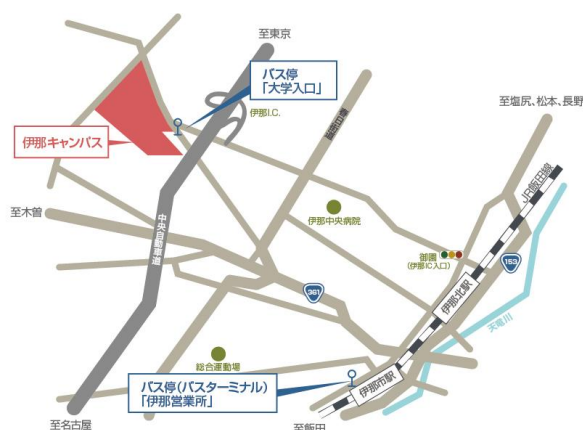 至東京
バス停
「大学入口」
伊那I.C.
至塩尻、松本、長野
伊那キャンパス
JR飯田線
至木曽
中央自動車道
伊那中央病院
御園
(伊那IC入口)
153
伊那北駅
天竜川
361
総合運動場
バス停(バスターミナル)
「伊那営業所」
伊那市駅
至名古屋
至飯田